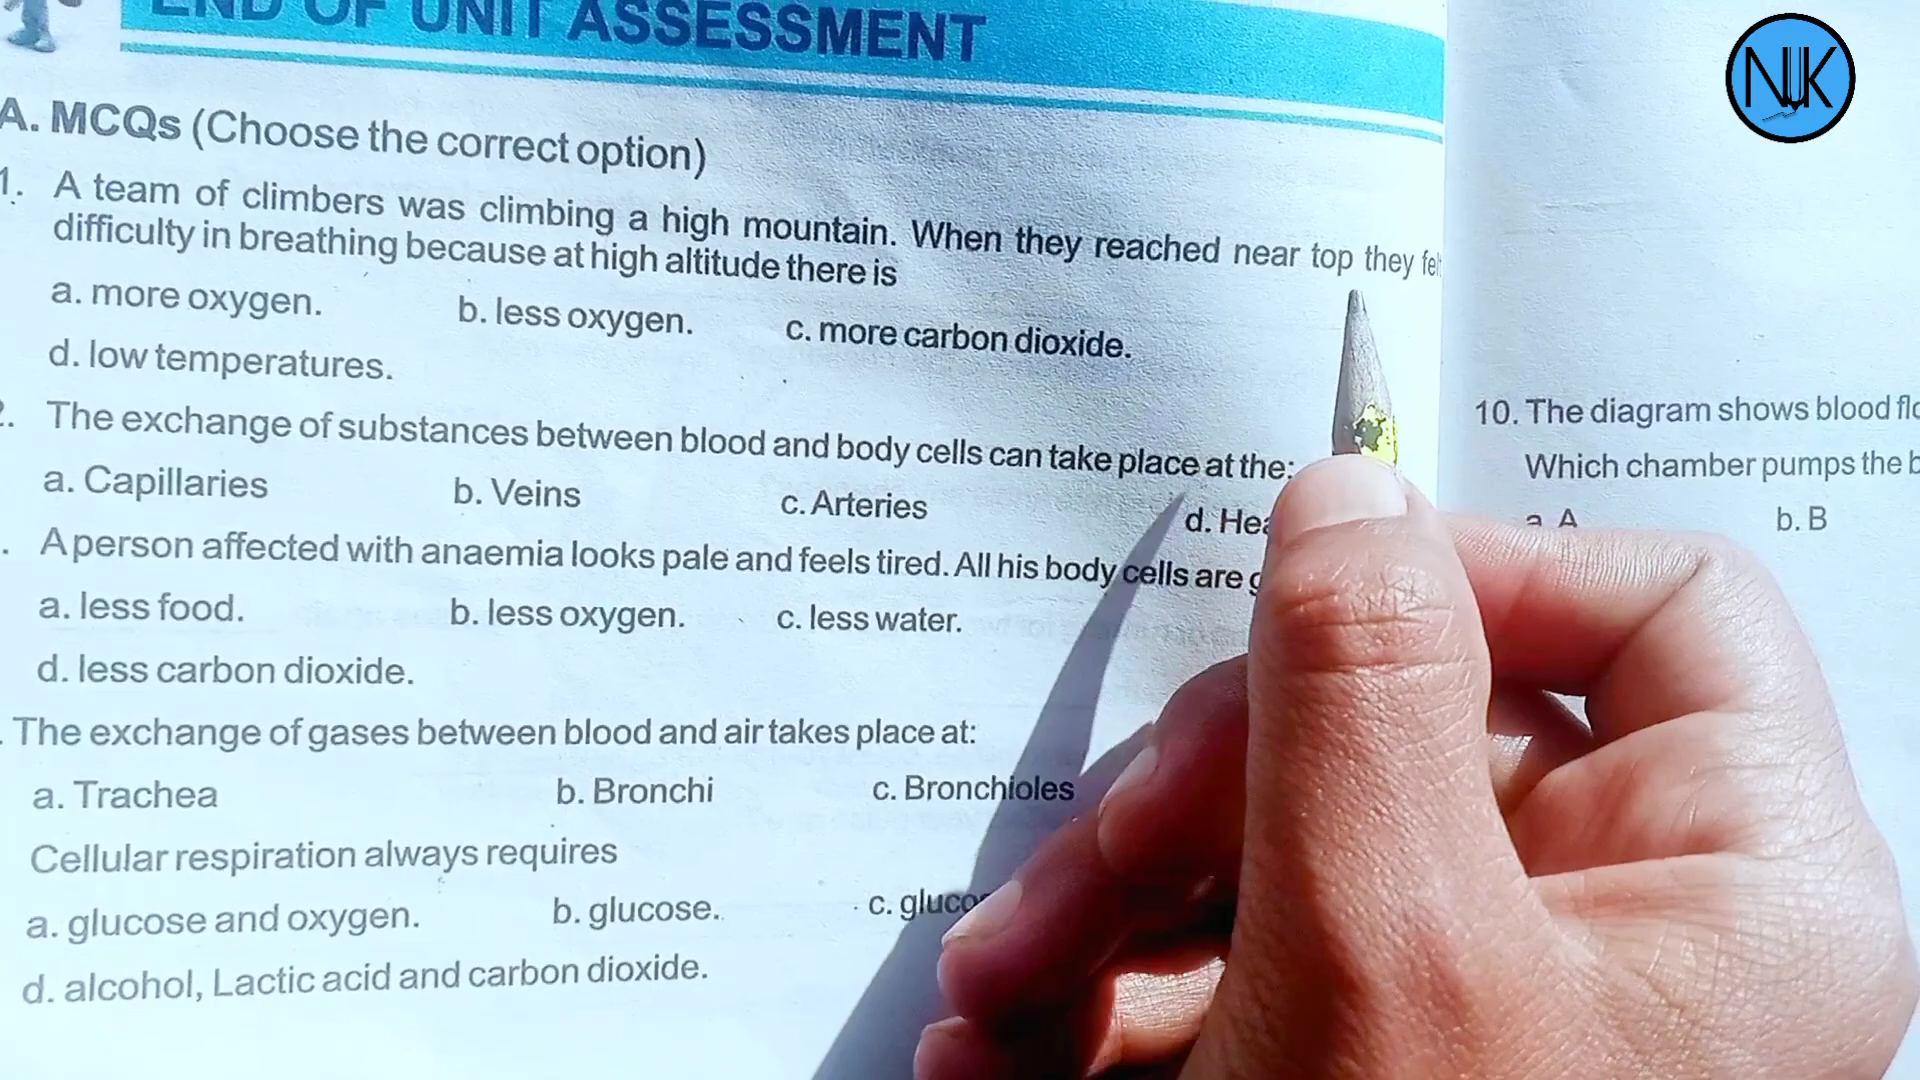 END OF UNIT ASSESSMENT
NK
A. MCQs (Choose the correct option)
1. A team of climbers was climbing a high mountain. When they reached near top they
difficulty in breathing because at high altitude there is
a. more oxygen. b. less oxygen. c. more carbon dioxide.
d. low temperatures.
The exchange of substances between blood and body cells can take place at the:
a. Capillaries b. Veins c. Arteries d.
A person affected with anaemia looks pale and feels tired. All his body cells are
a. less food. b. less oxygen. c. less water.
d. less carbon dioxide.
The exchange of gases between blood and air takes place at:
a. Trachea b. Bronchi c. Bronchioles
Cellular respiration always requires
a. glucose and oxygen. b. glucose. c.
d. alcohol, Lactic acid and carbon dioxide.
10. The diagram shows blood
Which chamber pumps the
a. A b. B